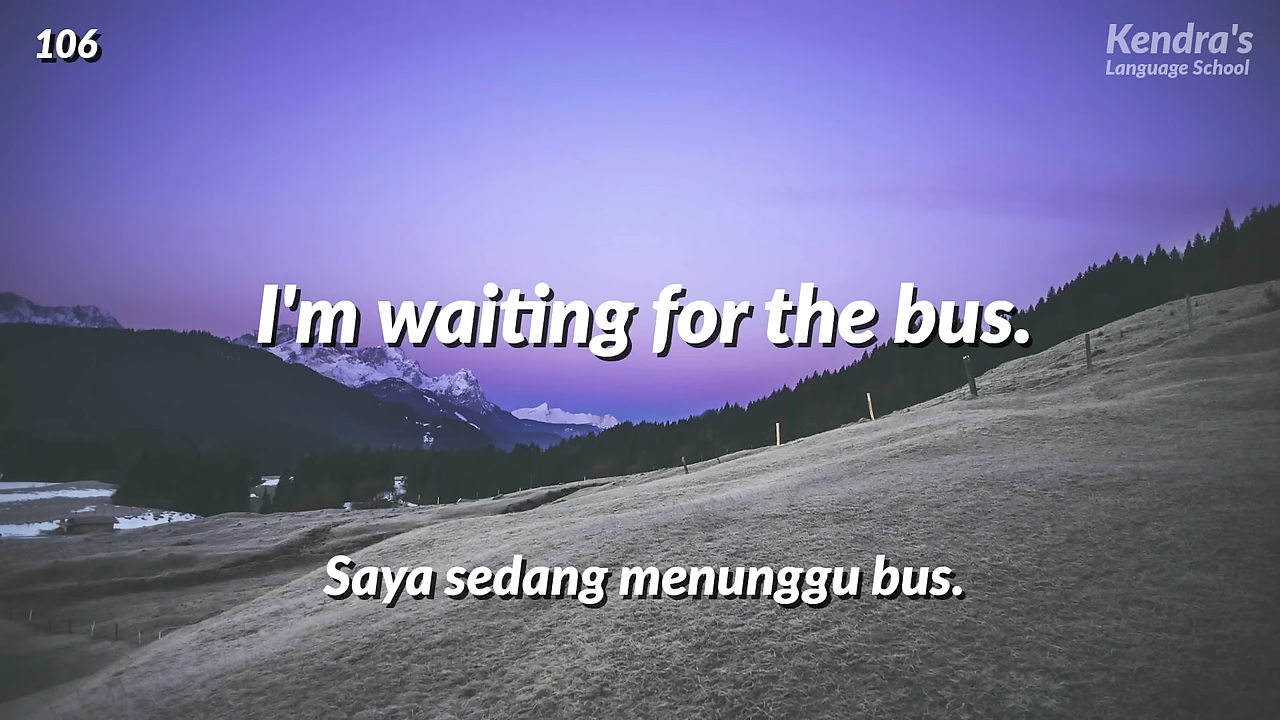 106
Kendra's
Language School
I'm waiting for the bus.
Saya sedang menunggu bus.